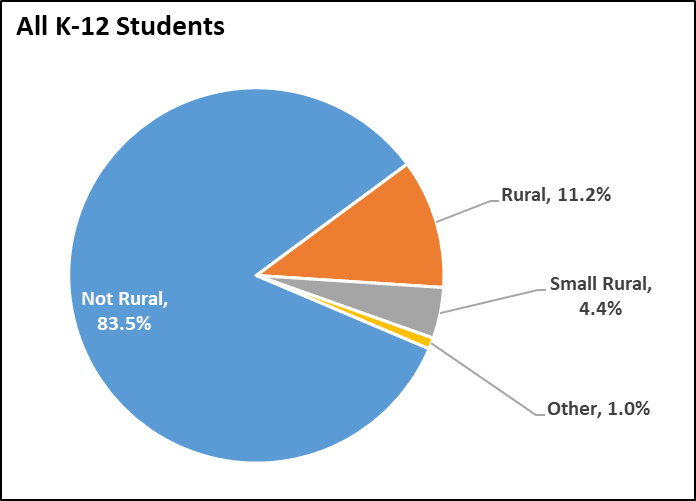 All K-12 Students
Rural, 11.2%
Small Rural,
4.4%
Not Rural,
83.5%
Other, 1.0%